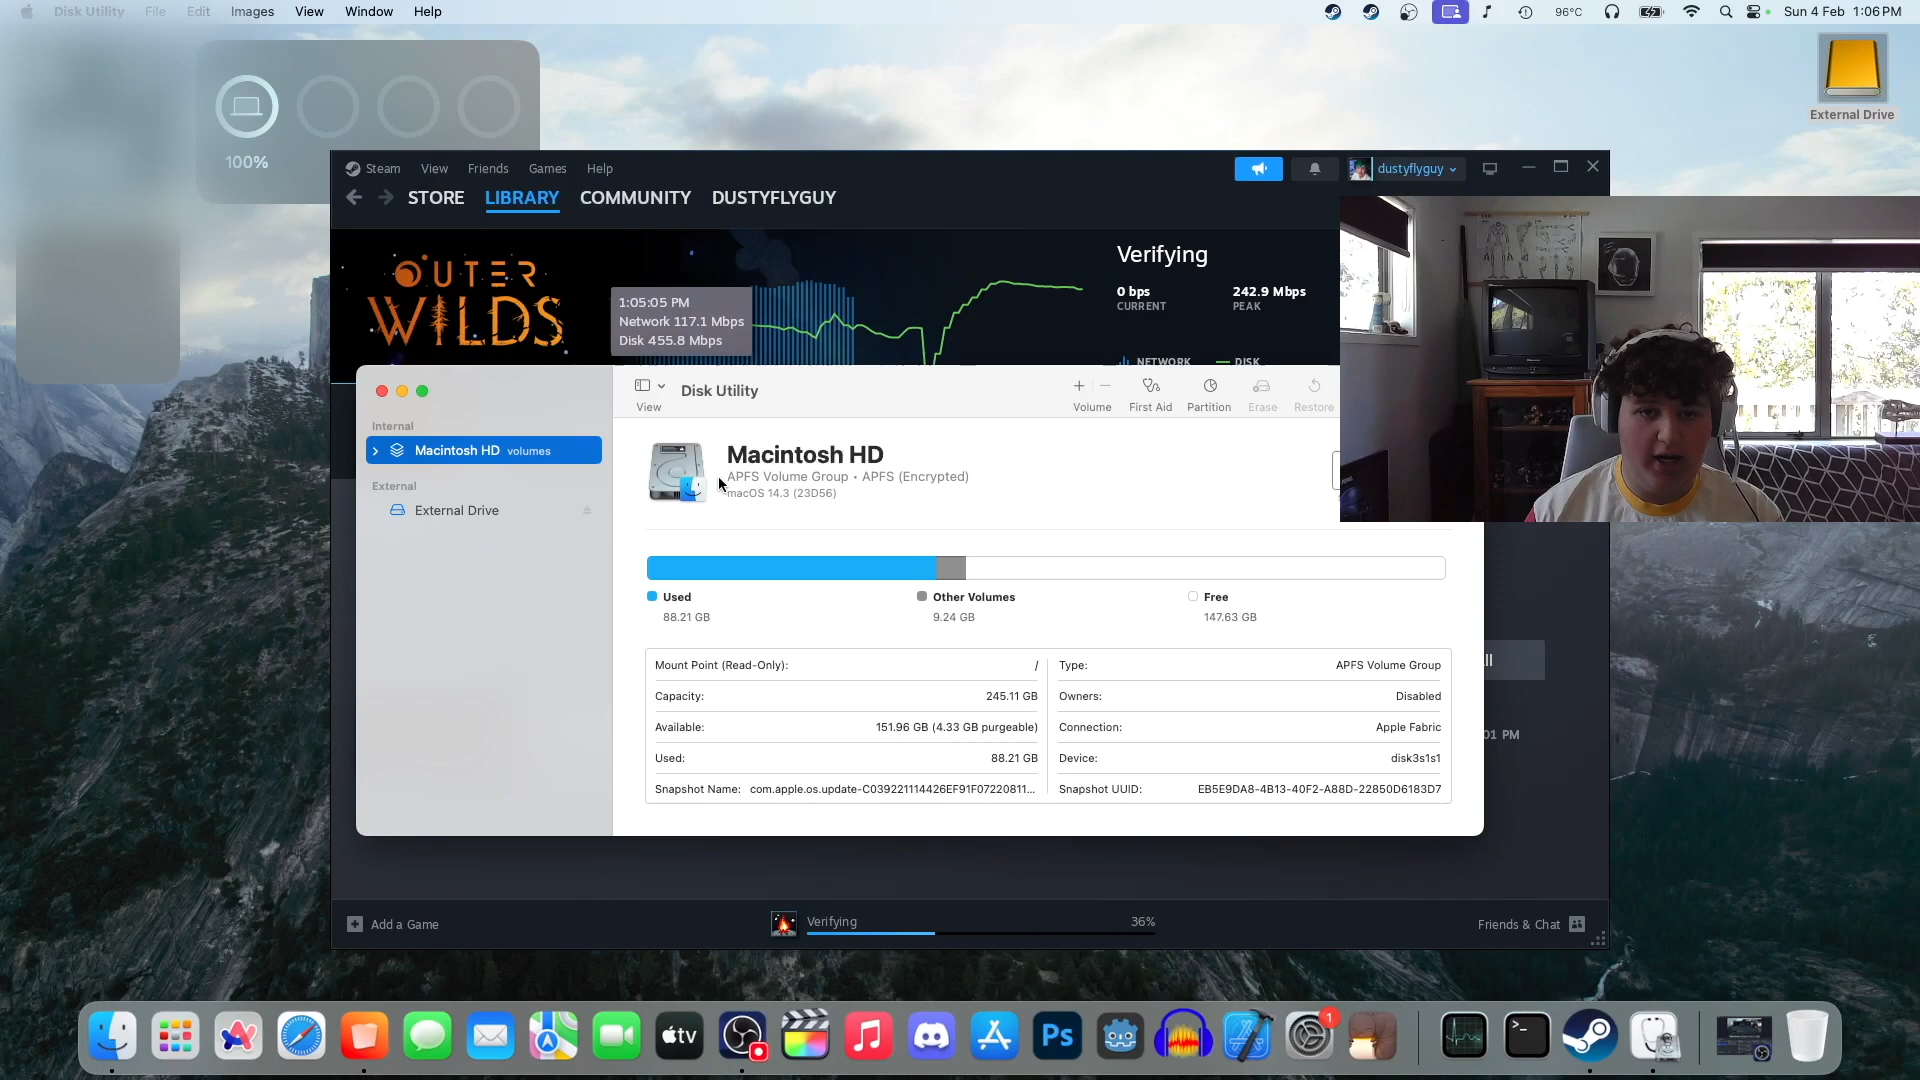 Disk Utility File Edit Images View Window Help
96°C Sun 4 Feb 1:06 PM
External Drive
100%
Steam View Friends Games Help
dustyflyguy
STORE LIBRARY COMMUNITY DUSTYFLYGUY
OUTER
WILDS
1:05:05 PM
Network 117.1 Mbps
Disk 455.8 Mbps
Verifying
0 bps 242.9 Mbps
CURRENT PEAK
NETWORK DISK
View
Disk Utility
Volume First Aid Partition Erase Restore
Internal
Macintosh HD volumes
External
External Drive
Macintosh HD
APFS Volume Group • APFS (Encrypted)
macOS 14.3 (23D56)
Used Other Volumes Free
88.21 GB 9.24 GB 147.63 GB
Mount Point (Read-Only): / Type: APFS Volume Group
Capacity: 245.11 GB Owners: Disabled
Available: 151.96 GB (4.33 GB purgeable) Connection: Apple Fabric
Used: 88.21 GB Device: disk3s1s1
Snapshot Name: com.apple.os.update-C039221114426EF91F07220811... Snapshot UUID: EB5E9DA8-4B13-40F2-A88D-22850D6183D7
01 PM
Add a Game
Verifying 36%
Friends & Chat
tv
Ps
1